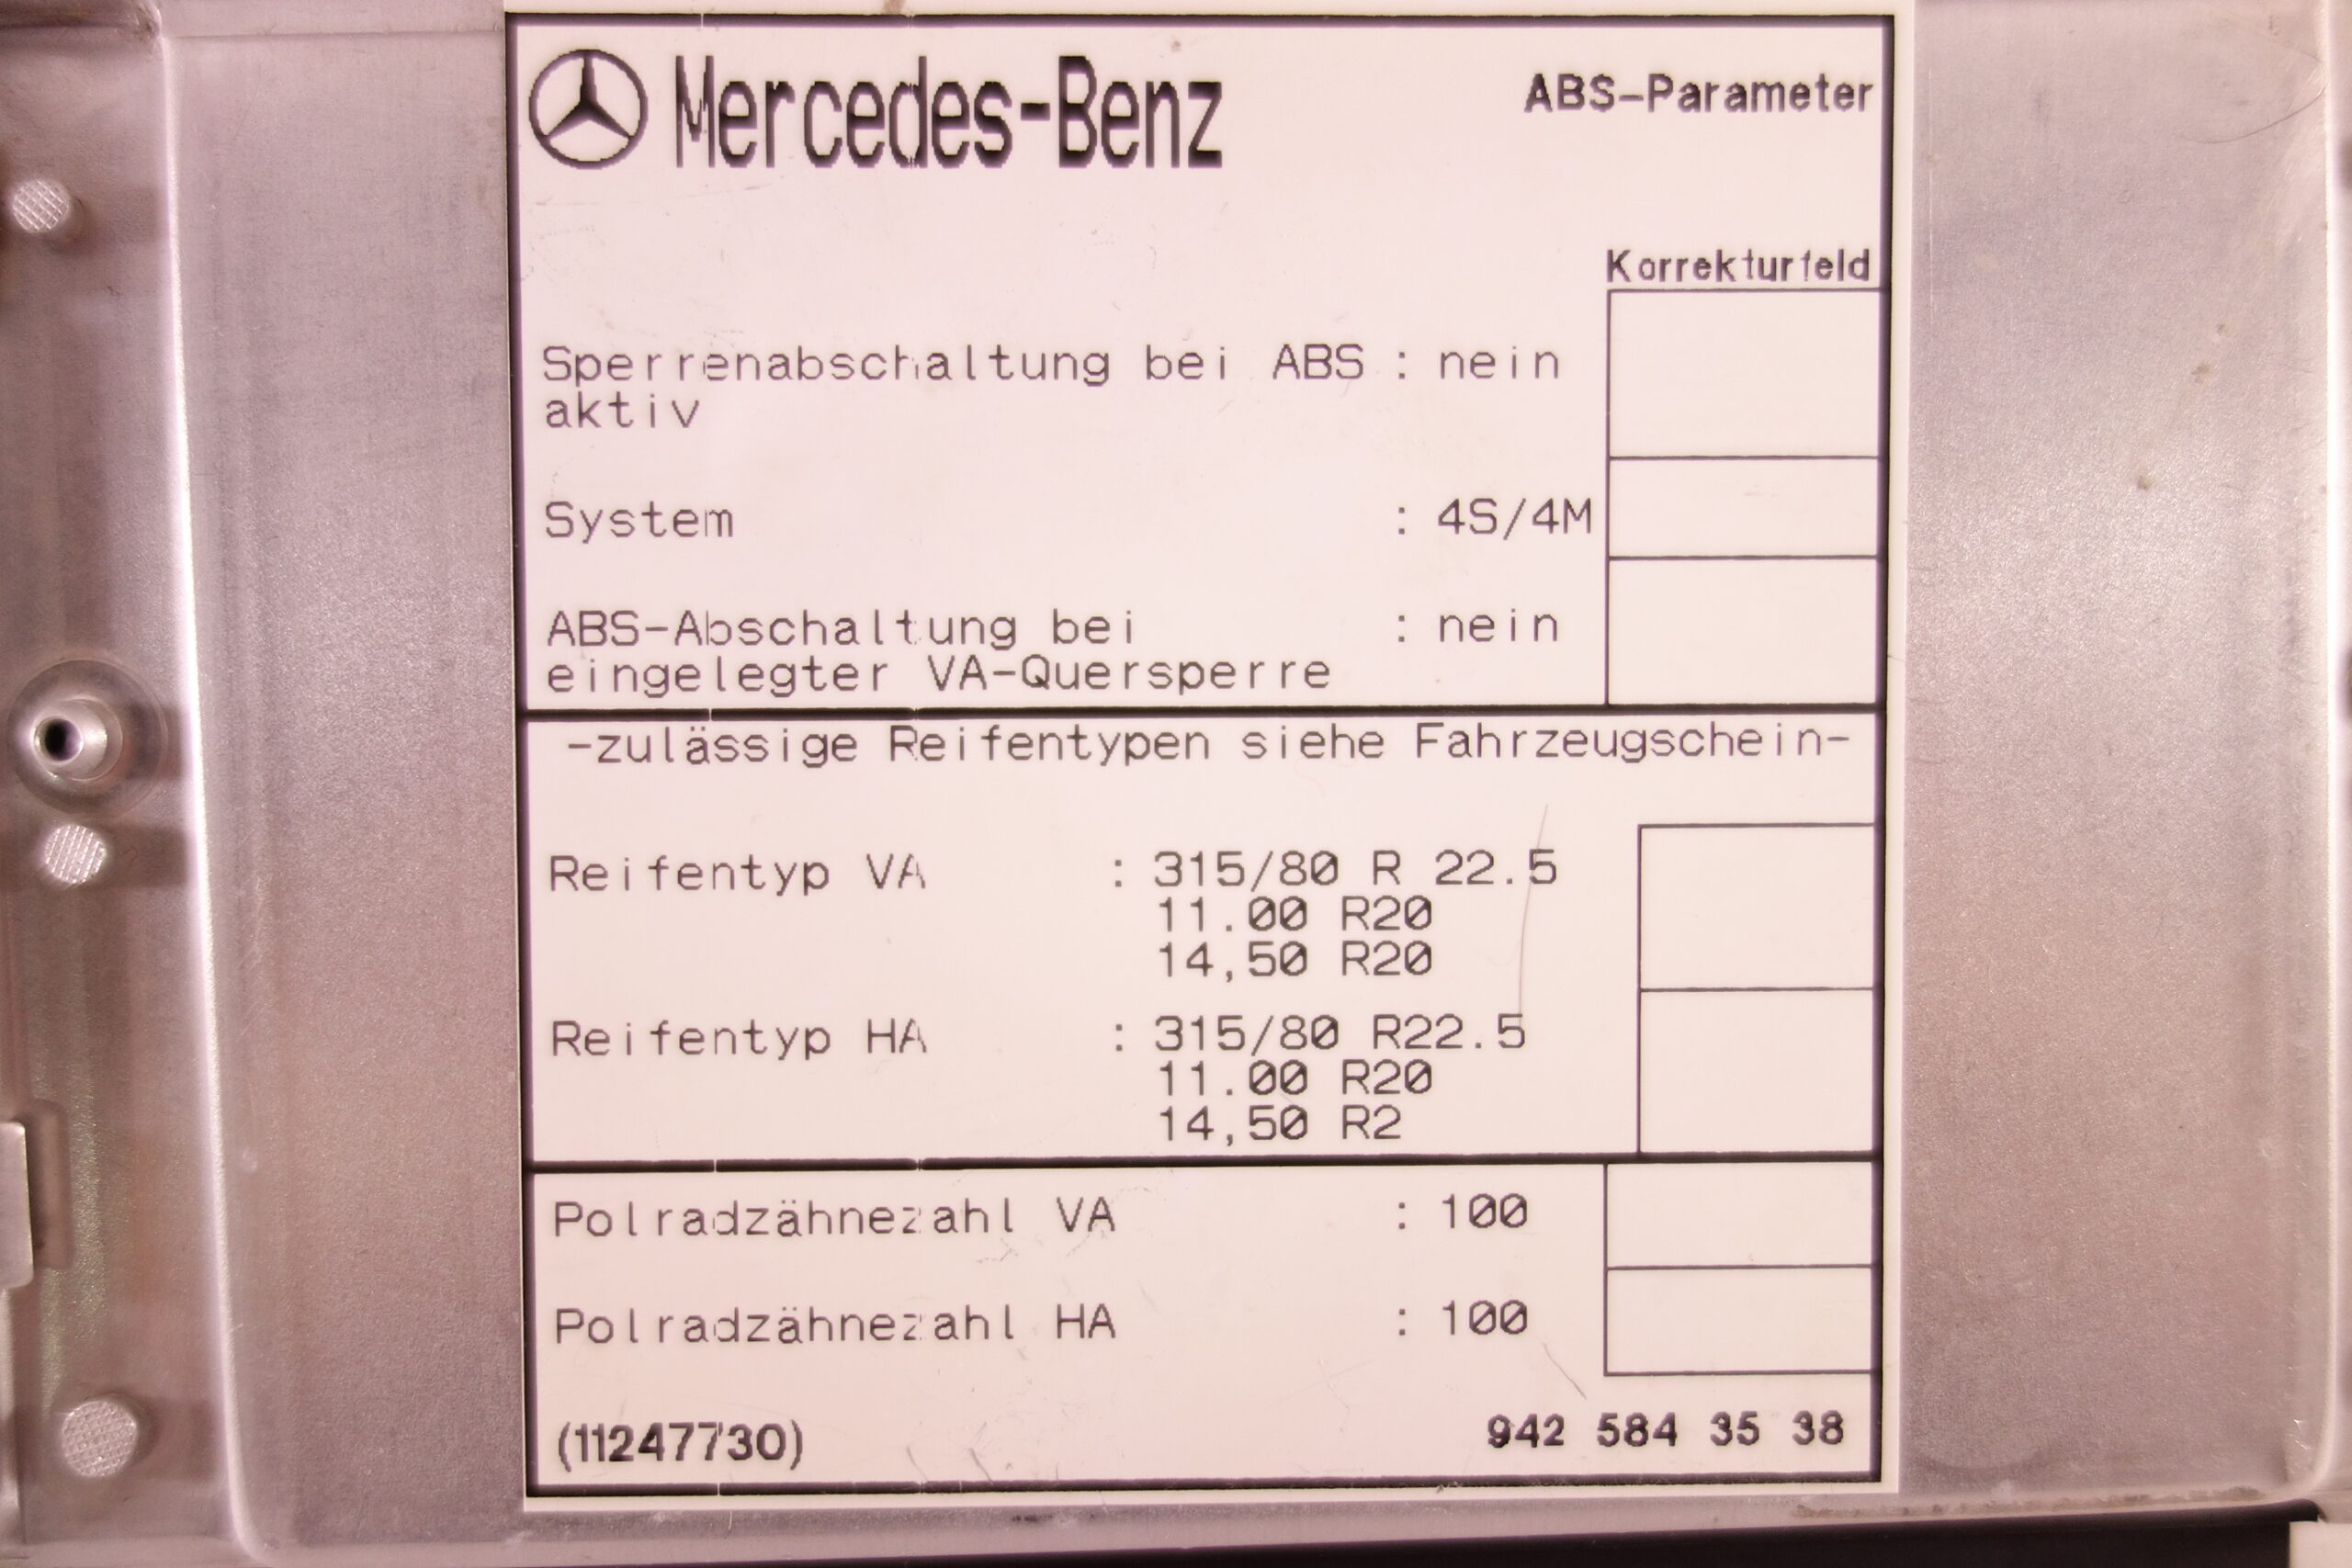 Mercedes-Benz ABS-Parameter
Korrekturfeld
Sperrenabschaltung bei ABS : nein
aktiv
System : 4S/4M
ABS-Abschaltung bei : nein
eingelegter VA-Quersperre
-zulässige Reifentypen siehe Fahrzeugschein-
Reifentyp VA : 315/80 R 22.5
11.00 R20
14,50 R20
Reifentyp HA : 315/80 R22.5
11.00 R20
14,50 R2
Polradzähnezahl VA : 100
Polradzähnezahl HA : 100
(11247730) 942 584 35 38